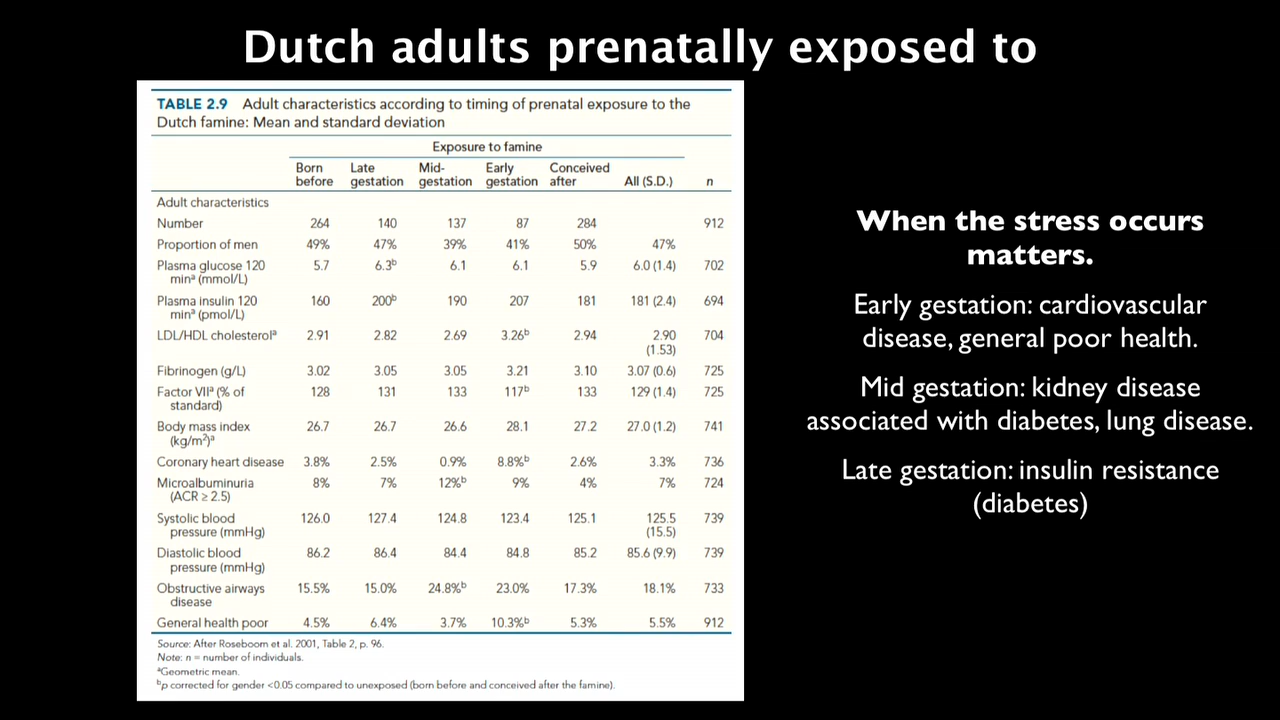 Dutch adults prenatally exposed to
TABLE 2.9 Adult characteristics according to timing of prenatal exposure to the
Dutch famine: Mean and standard deviation
Exposure to famine
Born before Late gestation Mid-gestation Early gestation Conceived after All (S.D.) n
Adult characteristics
Number 264 140 137 87 284 912
Proportion of men 49% 47% 39% 41% 50% 47%
Plasma glucose 120 5.7 6.3ᵇ 6.1 6.1 5.9 6.0 (1.4) 702
minᵃ (mmol/L)
Plasma insulin 120 160 200ᵇ 190 207 181 181 (2.4) 694
minᵃ (pmol/L)
LDL/HDL cholesterolᵃ 2.91 2.82 2.69 3.26ᵇ 2.94 2.90 704
(1.53)
Fibrinogen (g/L) 3.02 3.05 3.05 3.21 3.10 3.07 (0.6) 725
Factor VIIᵃ (% of 128 131 133 117ᵇ 133 129 (1.4) 725
standard)
Body mass index 26.7 26.7 26.6 28.1 27.2 27.0 (1.2) 741
(kg/m²)ᵃ
Coronary heart disease 3.8% 2.5% 0.9% 8.8%ᵇ 2.6% 3.3% 736
Microalbuminuria 8% 7% 12%ᵇ 9% 4% 7% 724
(ACR ≥ 2.5)
Systolic blood 126.0 127.4 124.8 123.4 125.1 125.5 739
pressure (mmHg) (15.5)
Diastolic blood 86.2 86.4 84.4 84.8 85.2 85.6 (9.9) 739
pressure (mmHg)
Obstructive airways 15.5% 15.0% 24.8%ᵇ 23.0% 17.3% 18.1% 733
disease
General health poor 4.5% 6.4% 3.7% 10.3%ᵇ 5.3% 5.5% 912
Source: After Roseboom et al. 2001, Table 2, p. 96.
Note: n = number of individuals.
ᵃGeometric mean.
ᵇp corrected for gender <0.05 compared to unexposed (born before and conceived after the famine).
When the stress occurs
matters.
Early gestation: cardiovascular
disease, general poor health.
Mid gestation: kidney disease
associated with diabetes, lung disease.
Late gestation: insulin resistance
(diabetes)